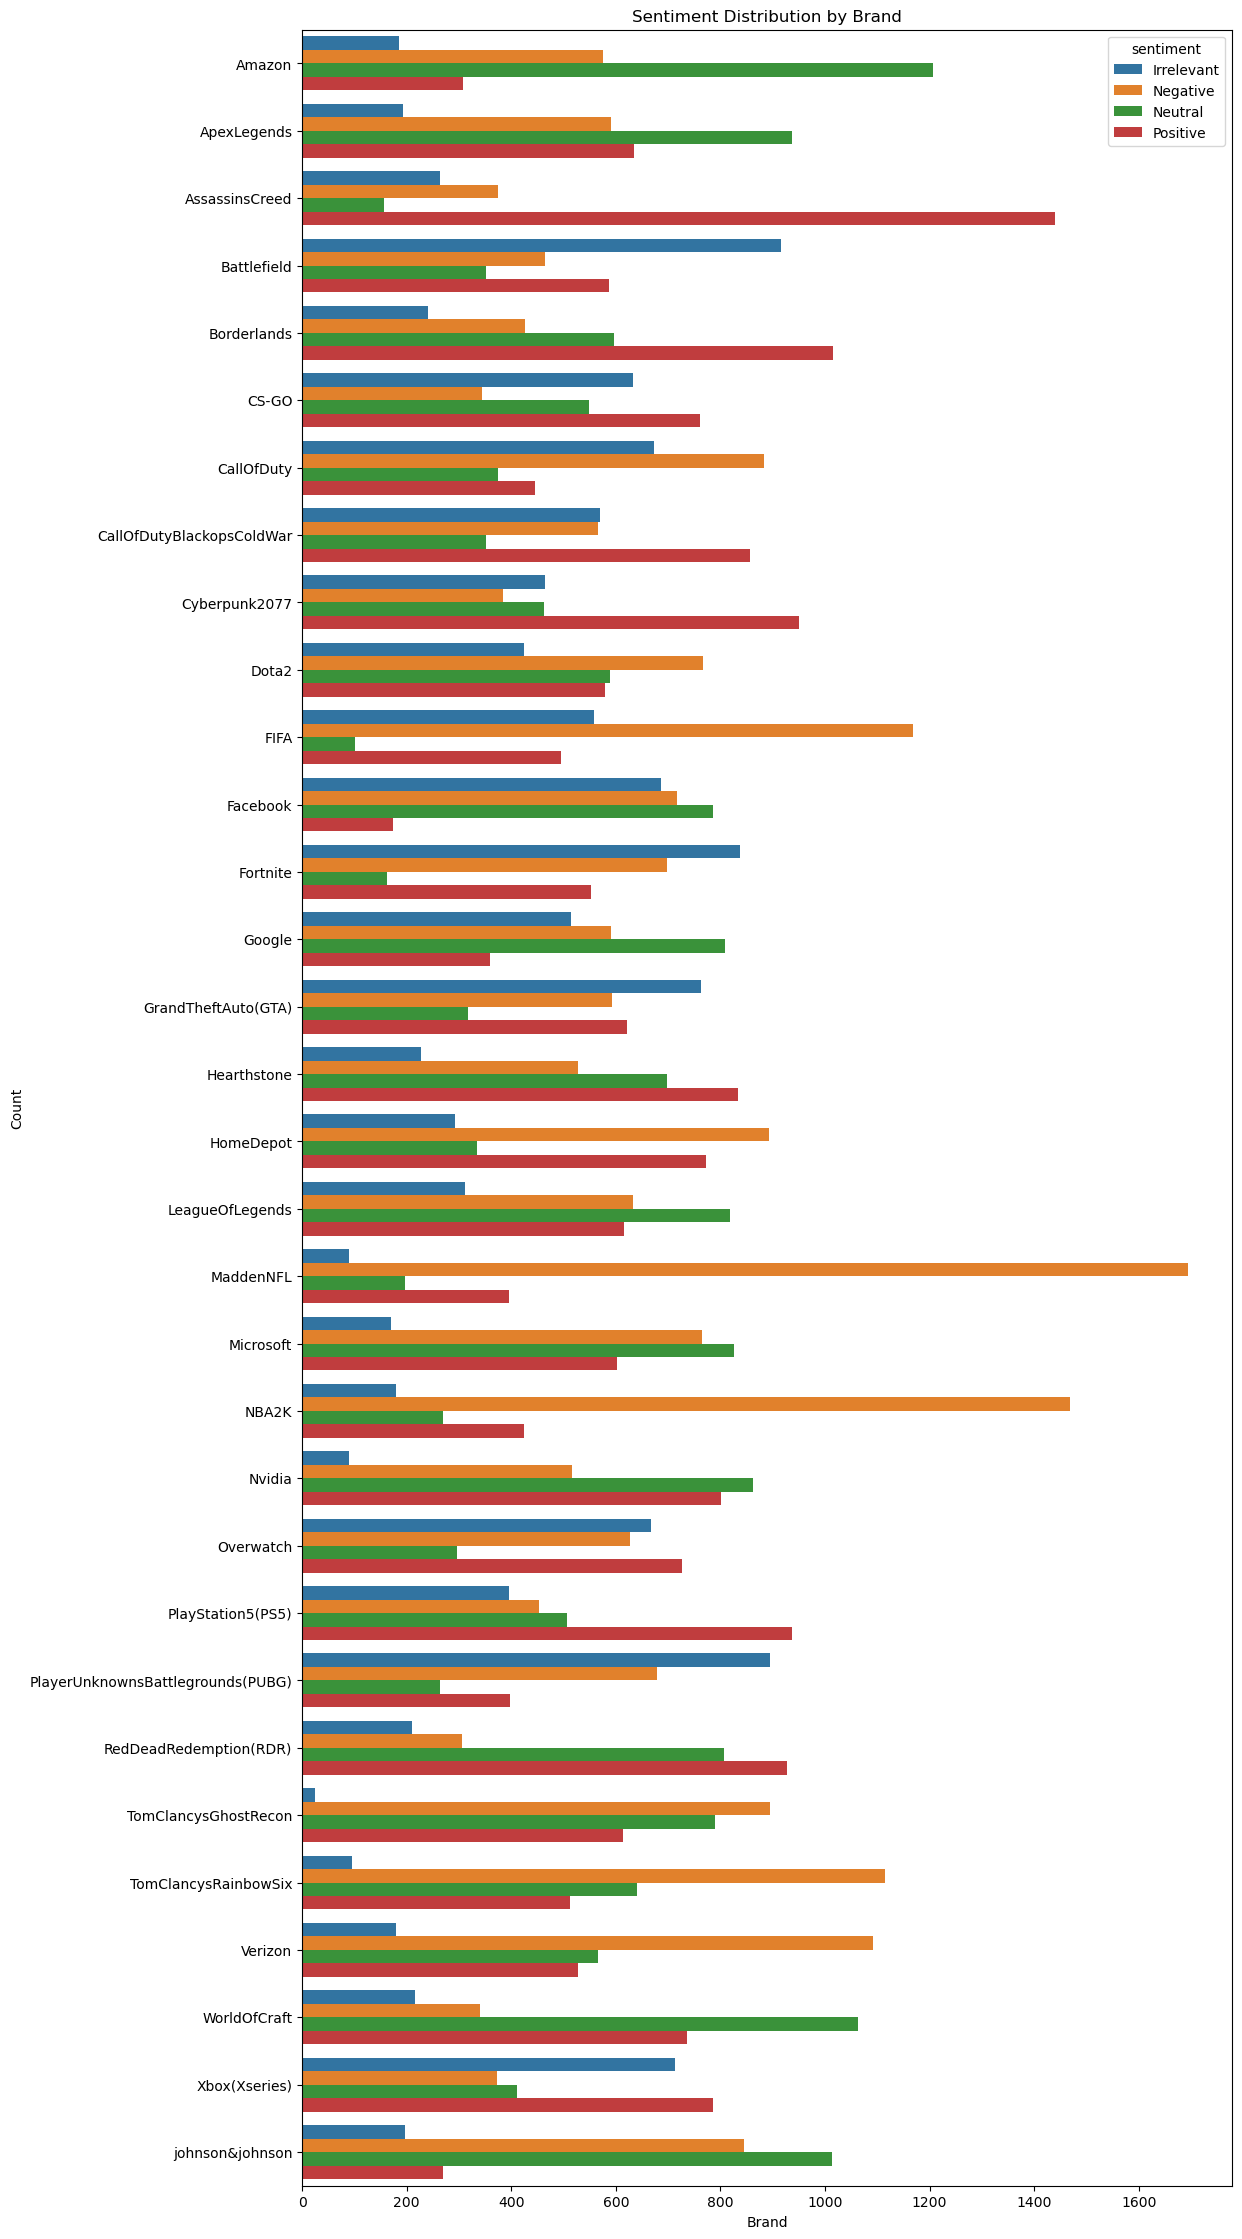 Sentiment Distribution by Brand
sentiment
Irrelevant
Negative
Neutral
Positive
Amazon
ApexLegends
AssassinsCreed
Battlefield
Borderlands
CS-GO
CallOfDuty
CallOfDutyBlackopsColdWar
Cyberpunk2077
Dota2
FIFA
Facebook
Fortnite
Google
GrandTheftAuto(GTA)
Hearthstone
HomeDepot
LeagueOfLegends
MaddenNFL
Microsoft
NBA2K
Nvidia
Overwatch
PlayStation5(PS5)
PlayerUnknownsBattlegrounds(PUBG)
RedDeadRedemption(RDR)
TomClancysGhostRecon
TomClancysRainbowSix
Verizon
WorldOfCraft
Xbox(Xseries)
johnson&johnson
Count
0 200 400 600 800 1000 1200 1400 1600
Brand